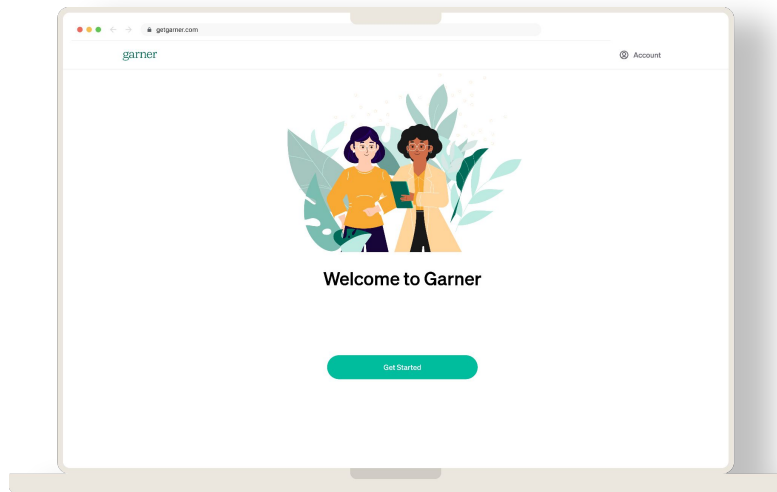 getgarner.com
garner
Account
Welcome to Garner
Get Started